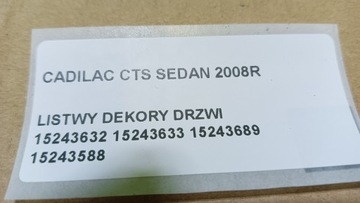 CADILAC CTS SEDAN 2008R
LISTWY DEKORY DRZWI
15243632 15243633 15243689
15243588